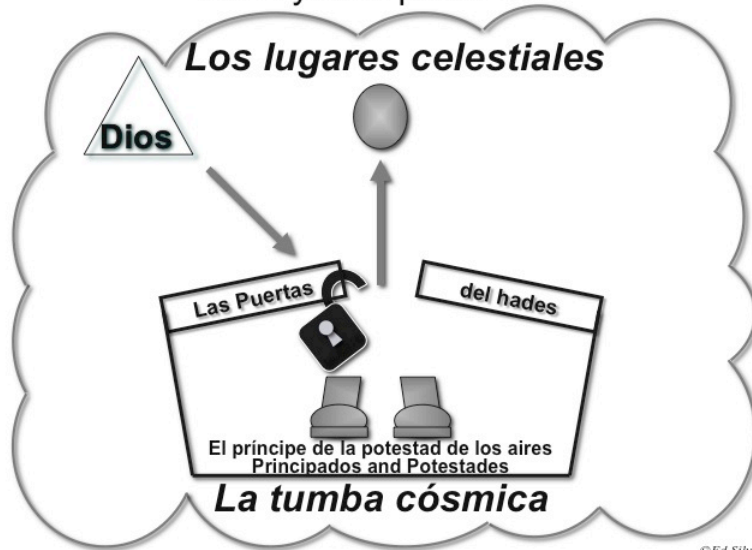 Los lugares celestiales
Dios
Las Puertas
del hades
El príncipe de la potestad de los aires
Principados and Potestades
La tumba cósmica